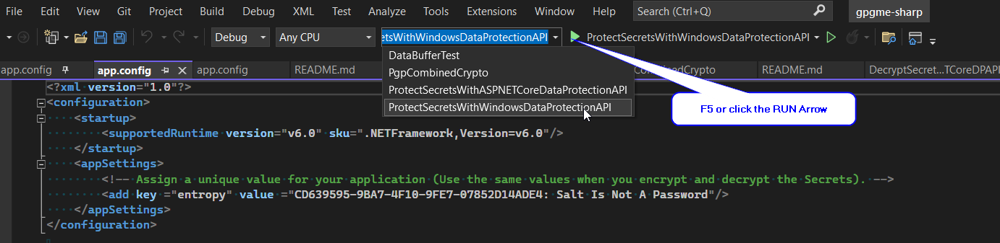 File Edit View Git Project Build Debug XML Test Analyze Tools Extensions Window Help Search (Ctrl+Q) gpgme-sharp
Debug Any CPU etsWithWindowsDataProtectionAPI ProtectSecretsWithWindowsDataProtectionAPI
DataBufferTest
PgpCombinedCrypto
ProtectSecretsWithASPNETCoreDataProtectionAPI
ProtectSecretsWithWindowsDataProtectionAPI
F5 or click the RUN Arrow
app.config app.config app.config README.md CombinedCrypto README.md DecryptSecret...TCoreDPAPI
<?xml version="1.0"?>
<configuration>
<startup>
<supportedRuntime version="v6.0" sku=".NETFramework,Version=v6.0"/>
</startup>
<appSettings>
<!-- Assign a unique value for your application (Use the same values when you encrypt and decrypt the Secrets). -->
<add key ="entropy" value ="CD639595-9BA7-4F10-9FE7-07852D14ADE4: Salt Is Not A Password"/>
</appSettings>
</configuration>